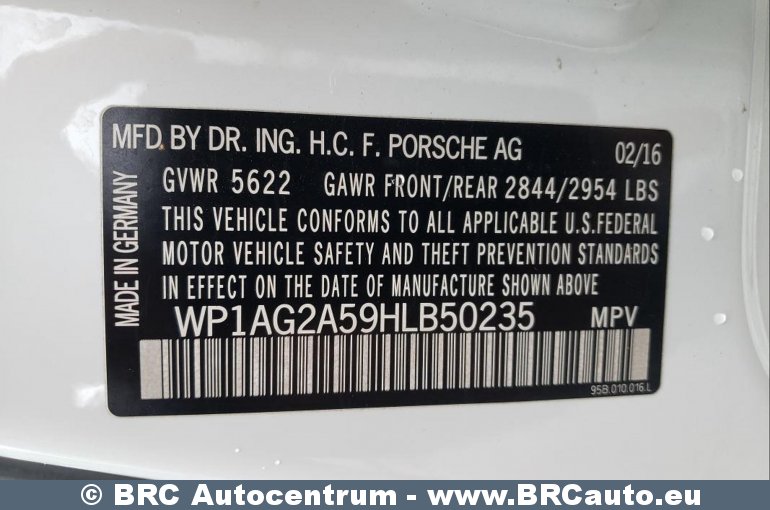 MFD. BY DR. ING. H.C. F. PORSCHE AG 02/16
MADE IN GERMANY
GVWR 5622 GAWR FRONT/REAR 2844/2954 LBS
THIS VEHICLE CONFORMS TO ALL APPLICABLE U.S. FEDERAL
MOTOR VEHICLE SAFETY AND THEFT PREVENTION STANDARDS
IN EFFECT ON THE DATE OF MANUFACTURE SHOWN ABOVE
WP1AG2A59HLB50235 MPV
95B.010.016.L
© BRC Autocentrum - www.BRCauto.eu